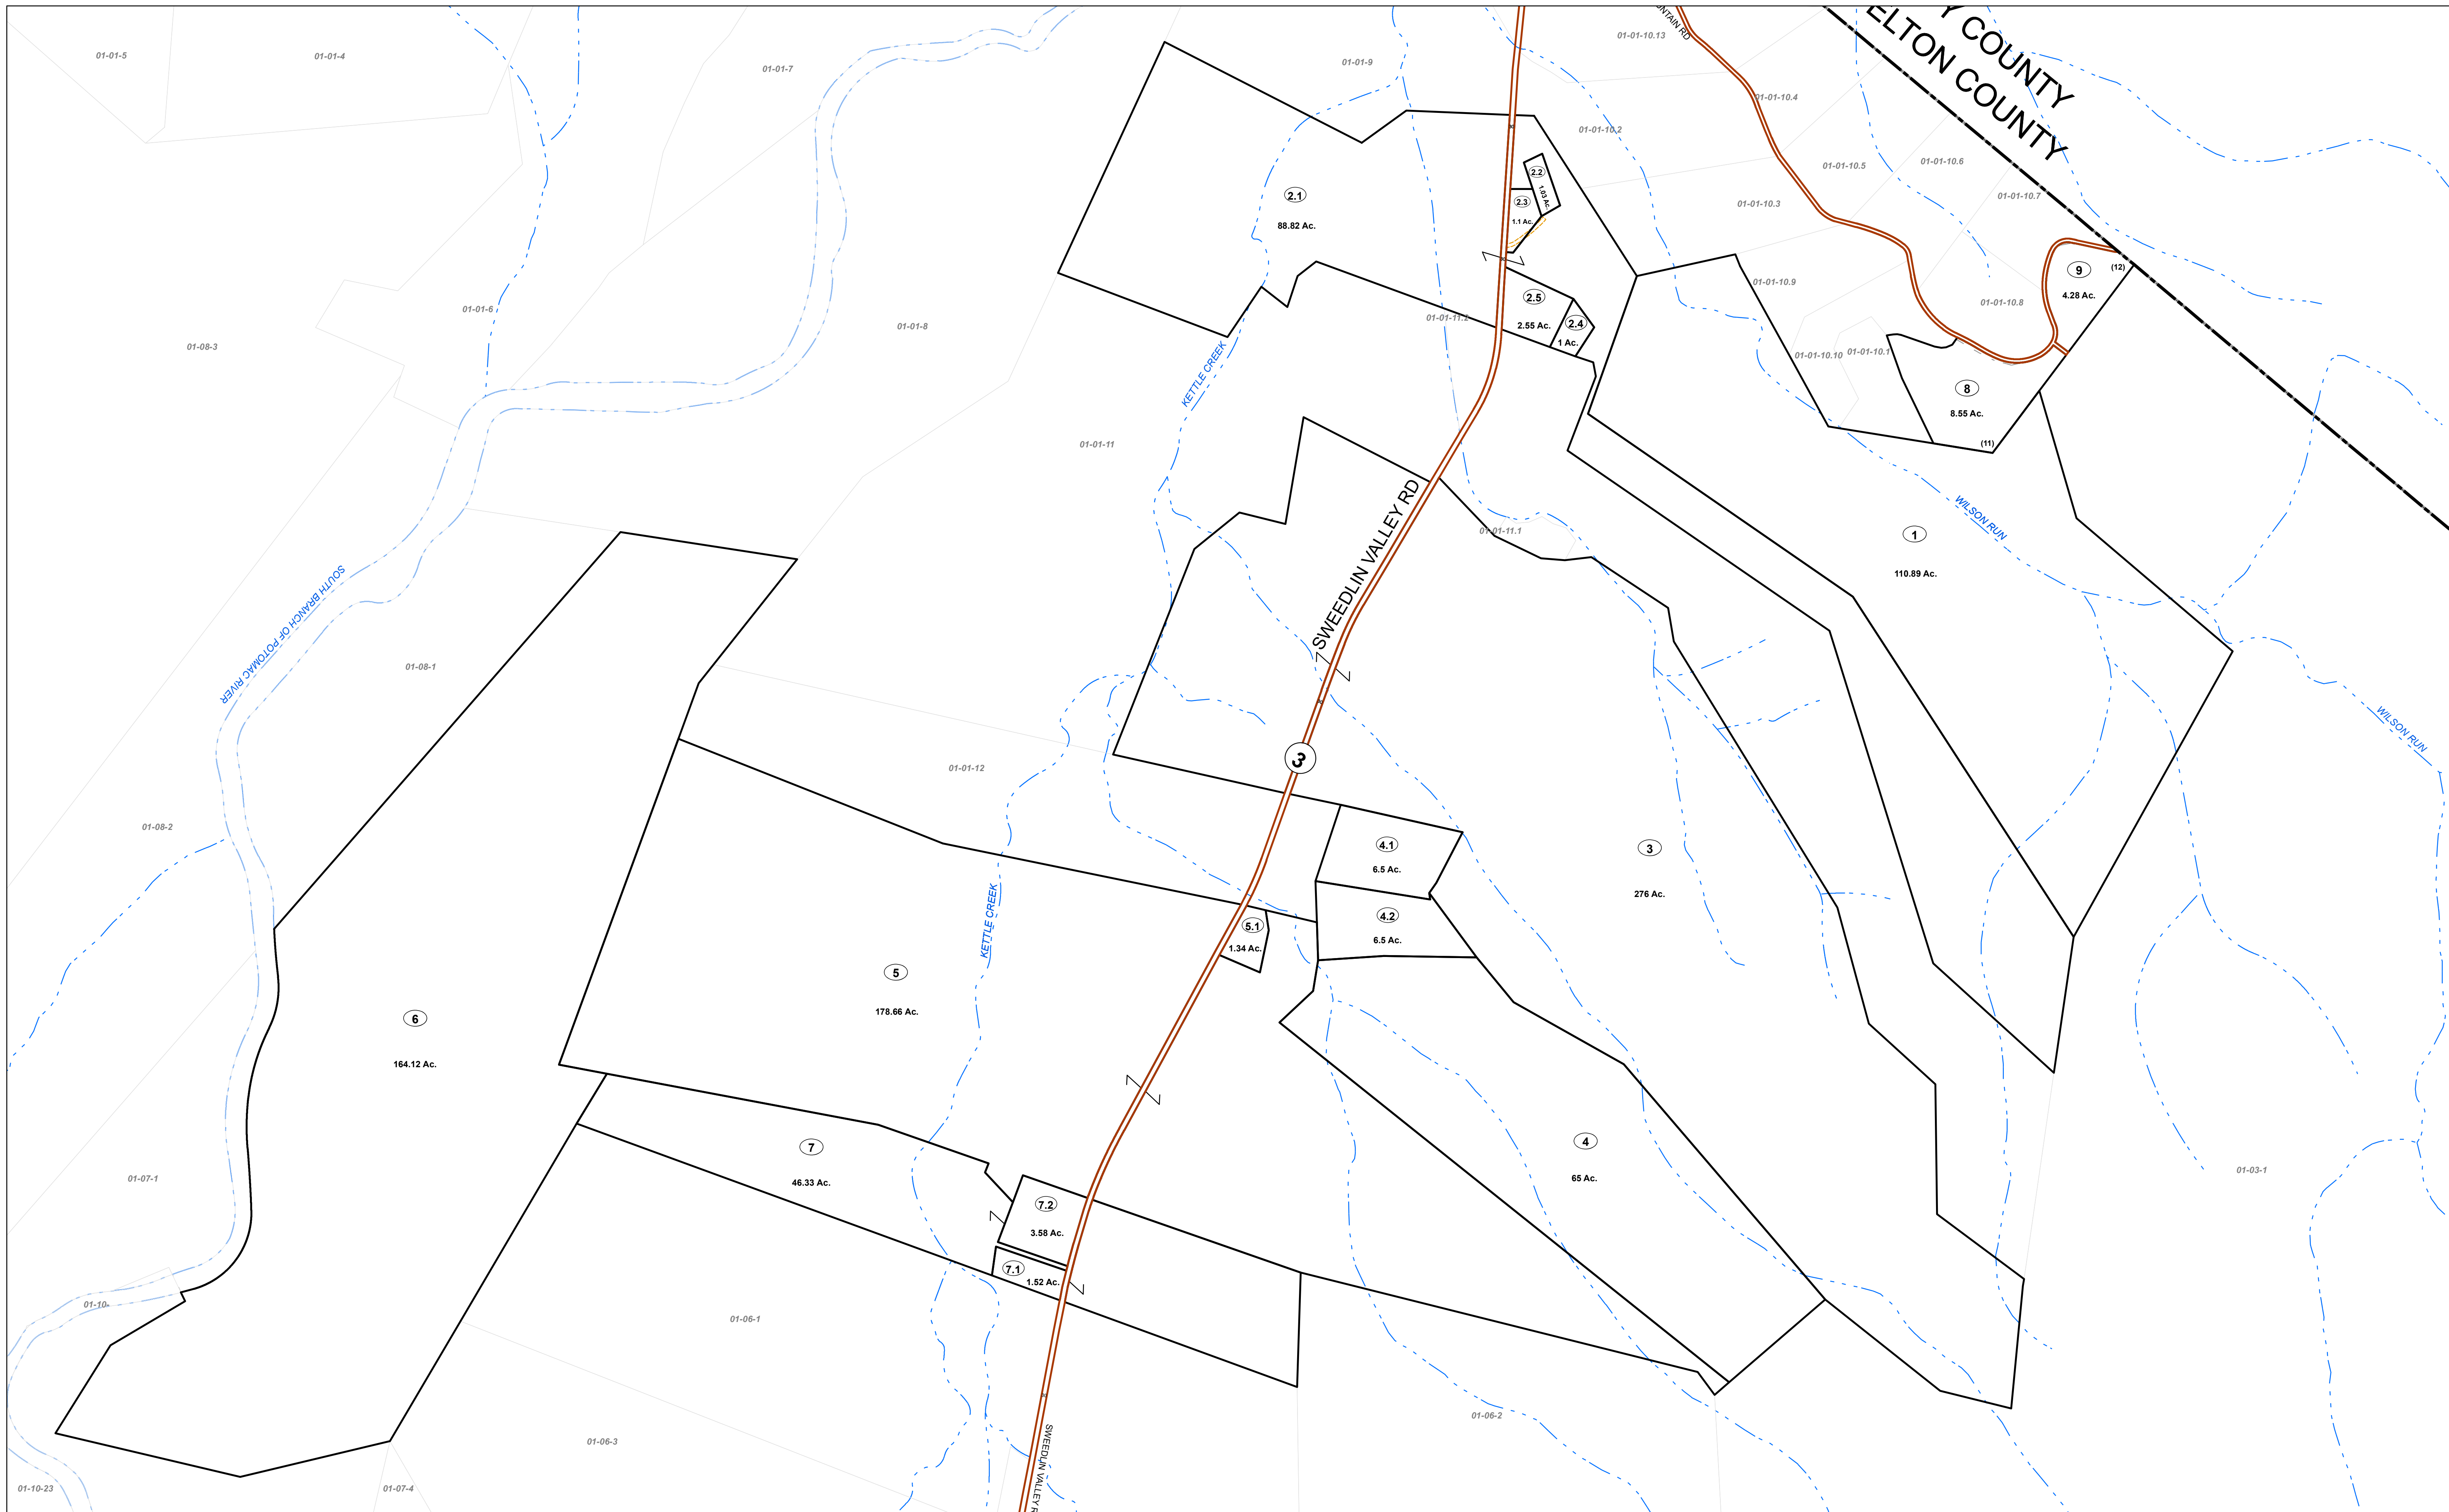 01-01-5
01-01-4
01-01-7
01-01-9
01-01-10.13
01-01-10.4
01-01-10.2
01-01-10.5
01-01-10.6
01-01-10.7
01-01-10.3
COUNTY
COUNTY
2.1
88.82 Ac.
2.2
1.03 Ac.
2.3
1.1 Ac.
2.5
2.55 Ac.
2.4
1 Ac.
9
(12)
4.28 Ac.
01-01-10.9
01-01-10.8
01-01-10.10
01-01-10.1
8
8.55 Ac.
(11)
01-01-6
01-08-3
01-01-8
KETTLE CREEK
01-01-11
SWEEDLIN VALLEY RD
01-01-11.1
WILSON RUN
1
110.89 Ac.
SOUTH BRANCH OF POTOMAC RIVER
01-08-1
WILSON RUN
01-01-12
3
01-08-2
4.1
6.5 Ac.
3
276 Ac.
4.2
6.5 Ac.
5.1
1.34 Ac.
KETTLE CREEK
5
178.66 Ac.
6
164.12 Ac.
7
46.33 Ac.
4
65 Ac.
01-07-1
01-03-1
7.2
3.58 Ac.
7.1
1.52 Ac.
01-10-
01-06-1
01-06-2
01-06-3
SWEEDLIN VALLEY
01-10-23
01-07-4